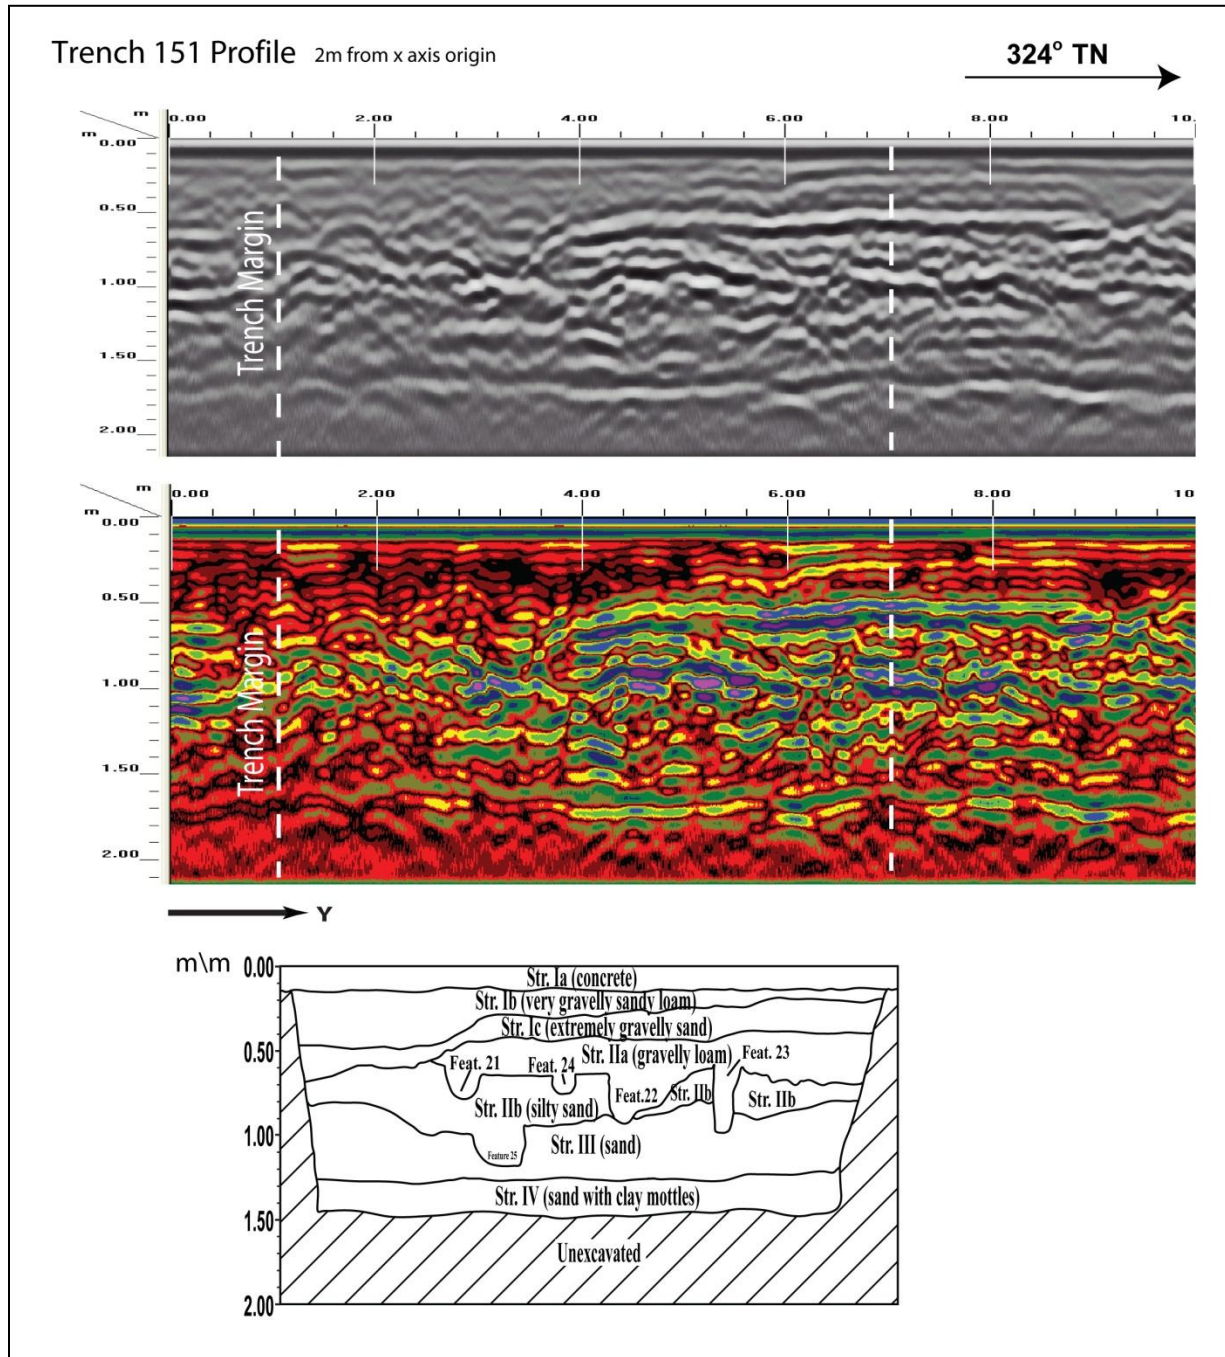 Trench 151 Profile 2m from x axis origin
324° TN
m
0.00 2.00 4.00 6.00 8.00 10.
m
0.00
0.50
1.00
1.50
2.00
Trench Margin
m
0.00 2.00 4.00 6.00 8.00 10
m
0.00
0.50
1.00
1.50
2.00
Trench Margin
Y
m\m
0.00
0.50
1.00
1.50
2.00
Str. Ia (concrete)
Str. Ib (very gravelly sandy loam)
Str. Ic (extremely gravelly sand)
Str. IIa (gravelly loam)
Feat. 21
Feat. 24
Feat. 23
Feat.22
Str. IIb
Str. IIb
Str. IIb (silty sand)
Str. III (sand)
Feature 25
Str. IV (sand with clay mottles)
Unexcavated